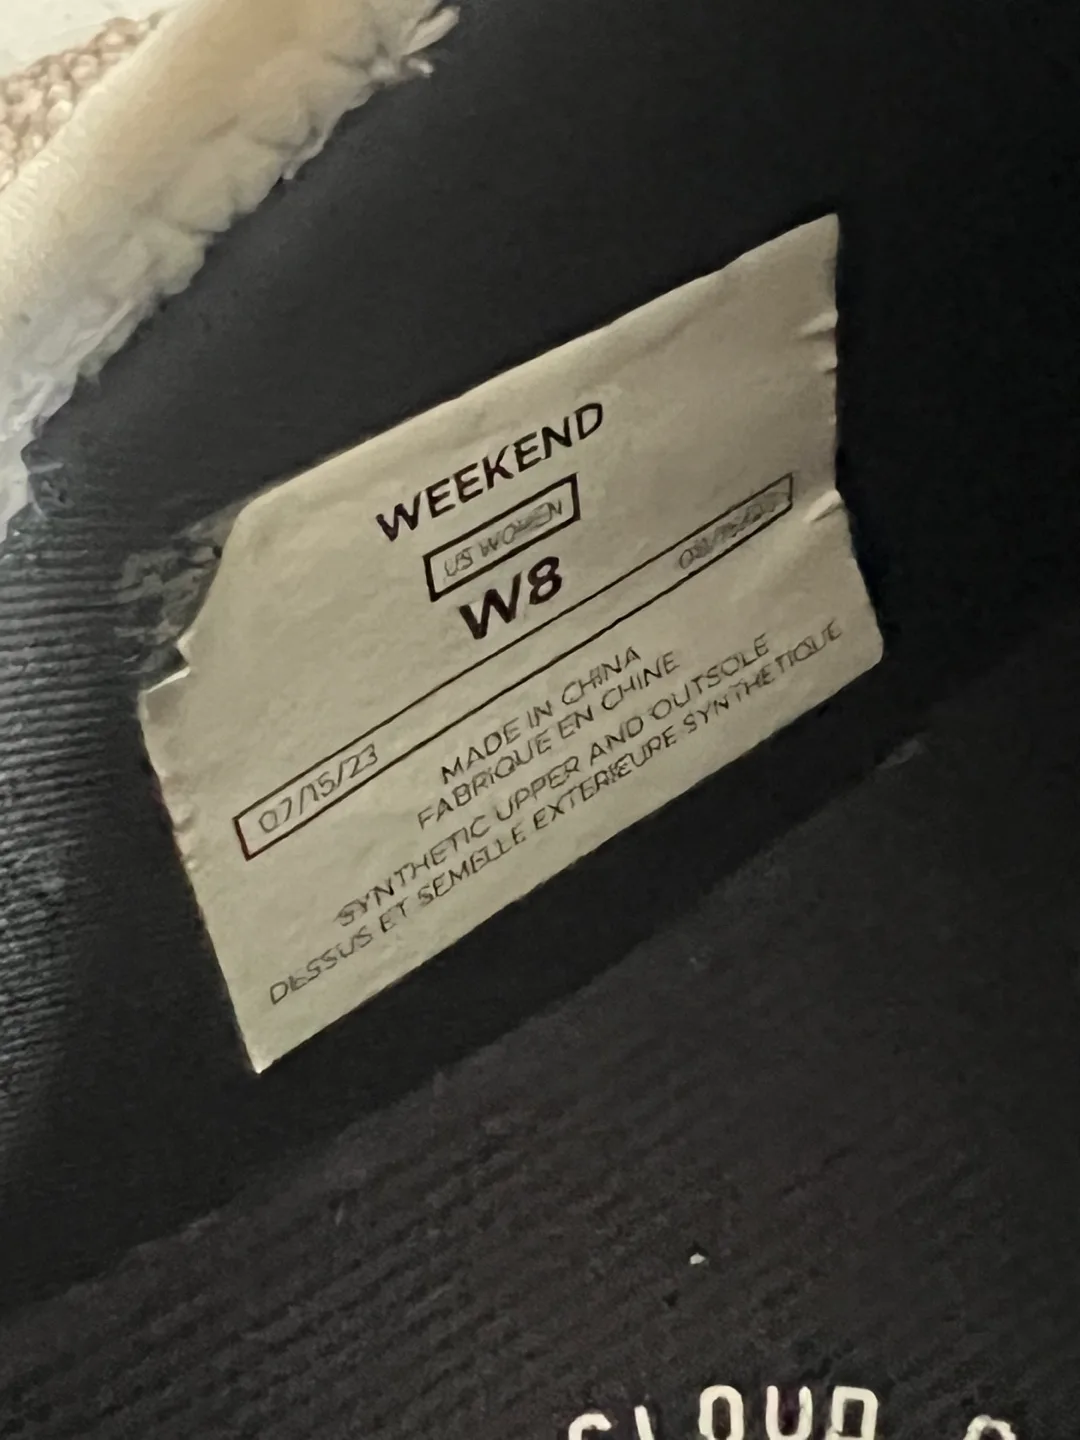 WEEKEND
US WOMEN
W8
07/15/23
MADE IN CHINA
FABRIQUE EN CHINE
SYNTHETIC UPPER AND OUTSOLE
DESSUS ET SEMELLE EXTERIEURE SYNTHETIQUE
CLOUD